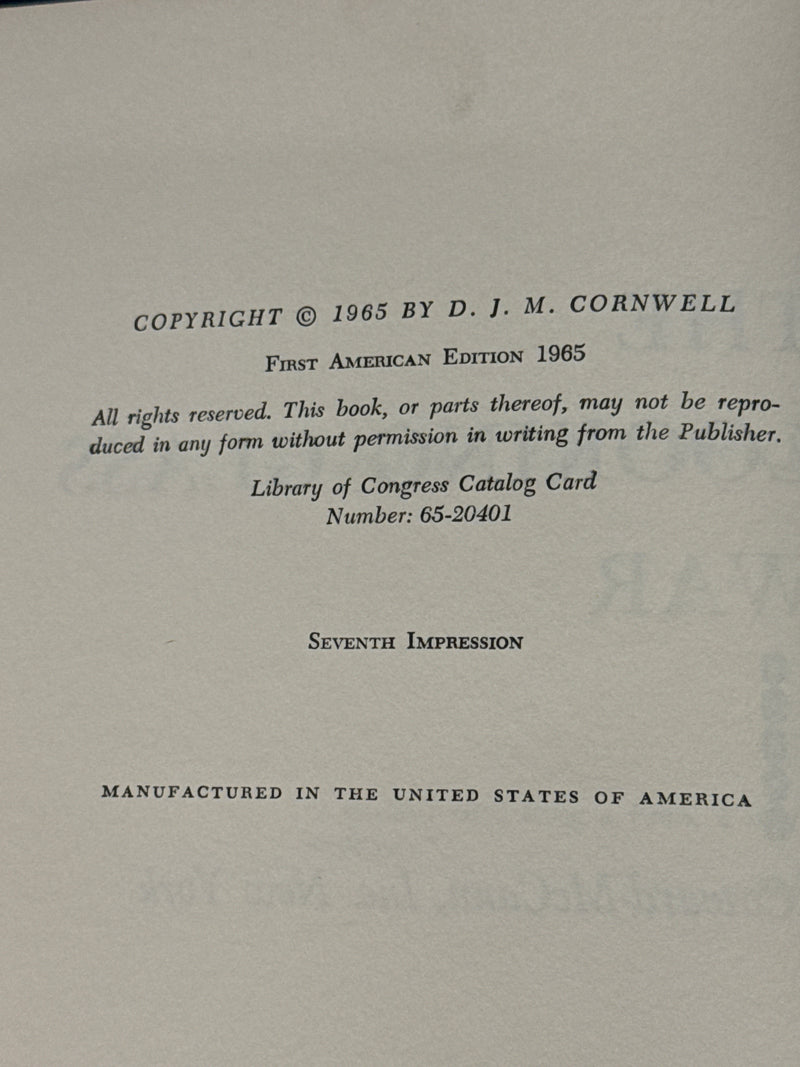 COPYRIGHT © 1965 BY D. J. M. CORNWELL
FIRST AMERICAN EDITION 1965
All rights reserved. This book, or parts thereof, may not be repro-
duced in any form without permission in writing from the Publisher.
Library of Congress Catalog Card
Number: 65-20401
SEVENTH IMPRESSION
MANUFACTURED IN THE UNITED STATES OF AMERICA